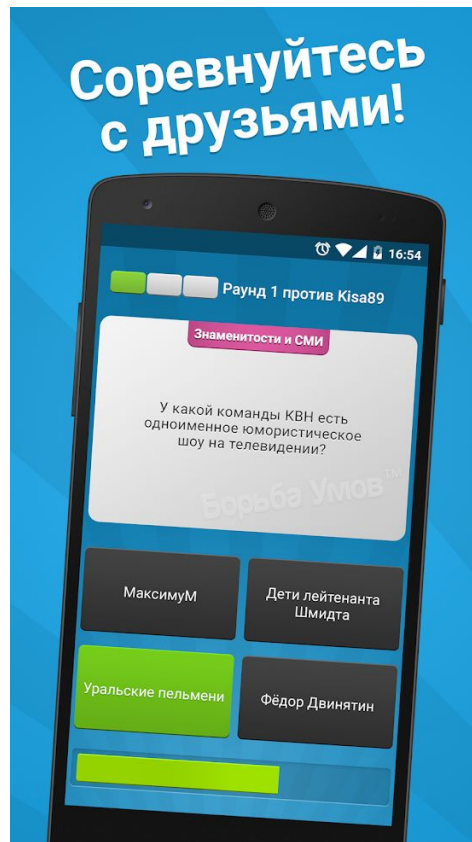 Соревнуйтесь
с друзьями!
16:54
Раунд 1 против Kisa89
Знаменитости и СМИ
У какой команды КВН есть
одноименное юмористическое
шоу на телевидении?
Борьба Умов™
МаксимуМ
Дети лейтенанта
Шмидта
Уральские пельмени
Фёдор Двинятин